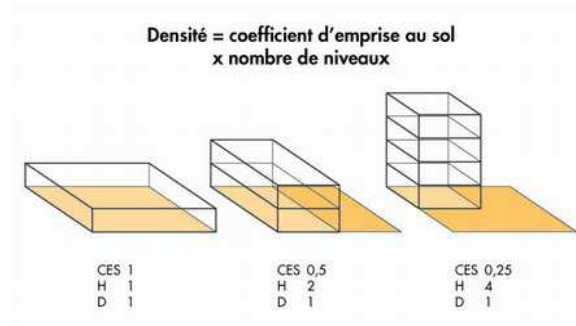 Densité = coefficient d'emprise au sol
x nombre de niveaux
CES 1
H 1
D 1
CES 0,5
H 2
D 1
CES 0,25
H 4
D 1